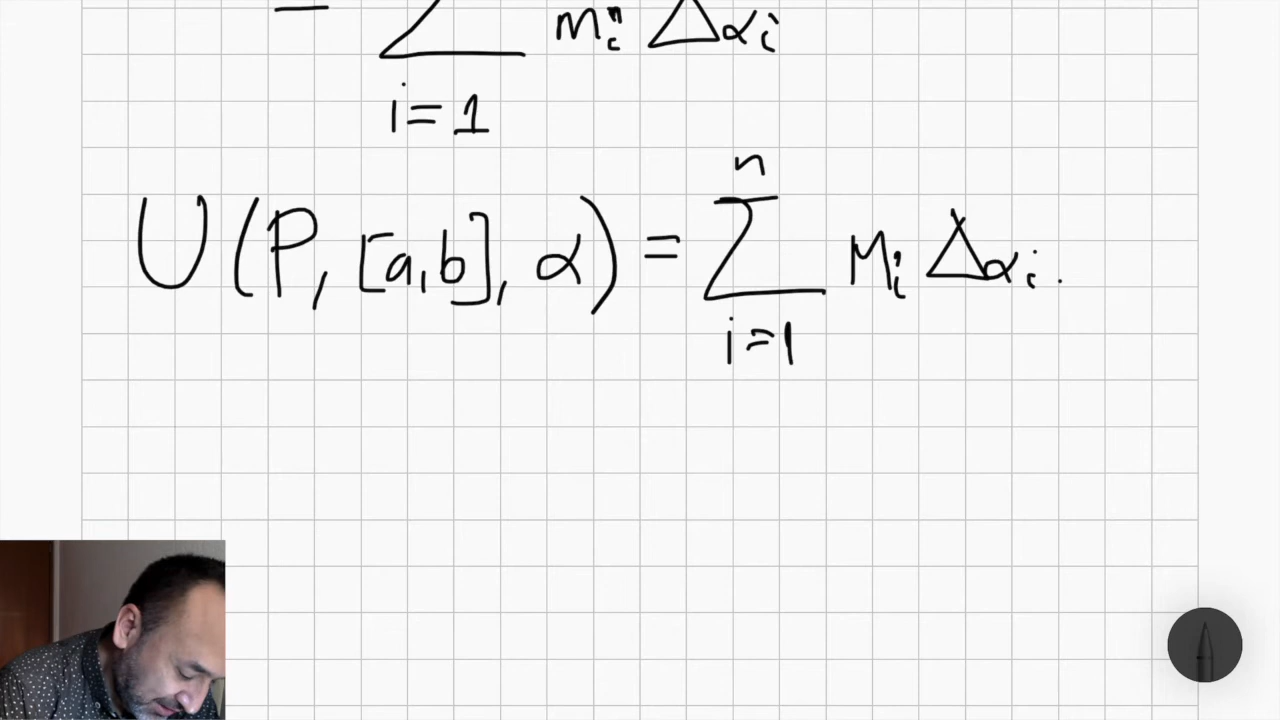 = ∑ mᵢ Δαᵢ
i=1
n
U(P, [a,b], α) = ∑ Mᵢ Δαᵢ.
i=1